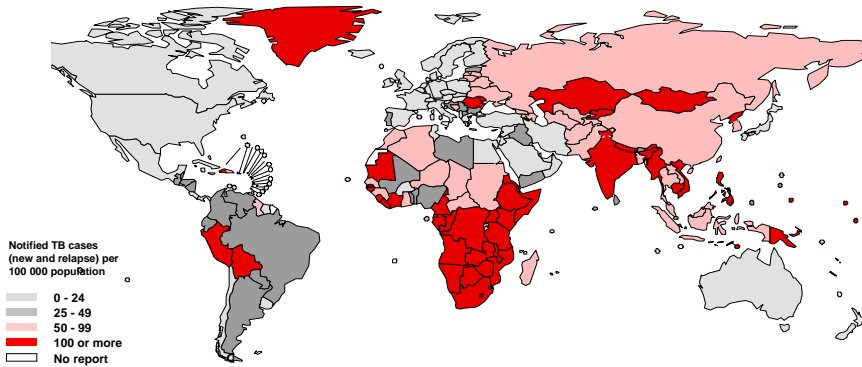 Notified TB cases
(new and relapse) per
100 000 population
0 - 24
25 - 49
50 - 99
100 or more
No report